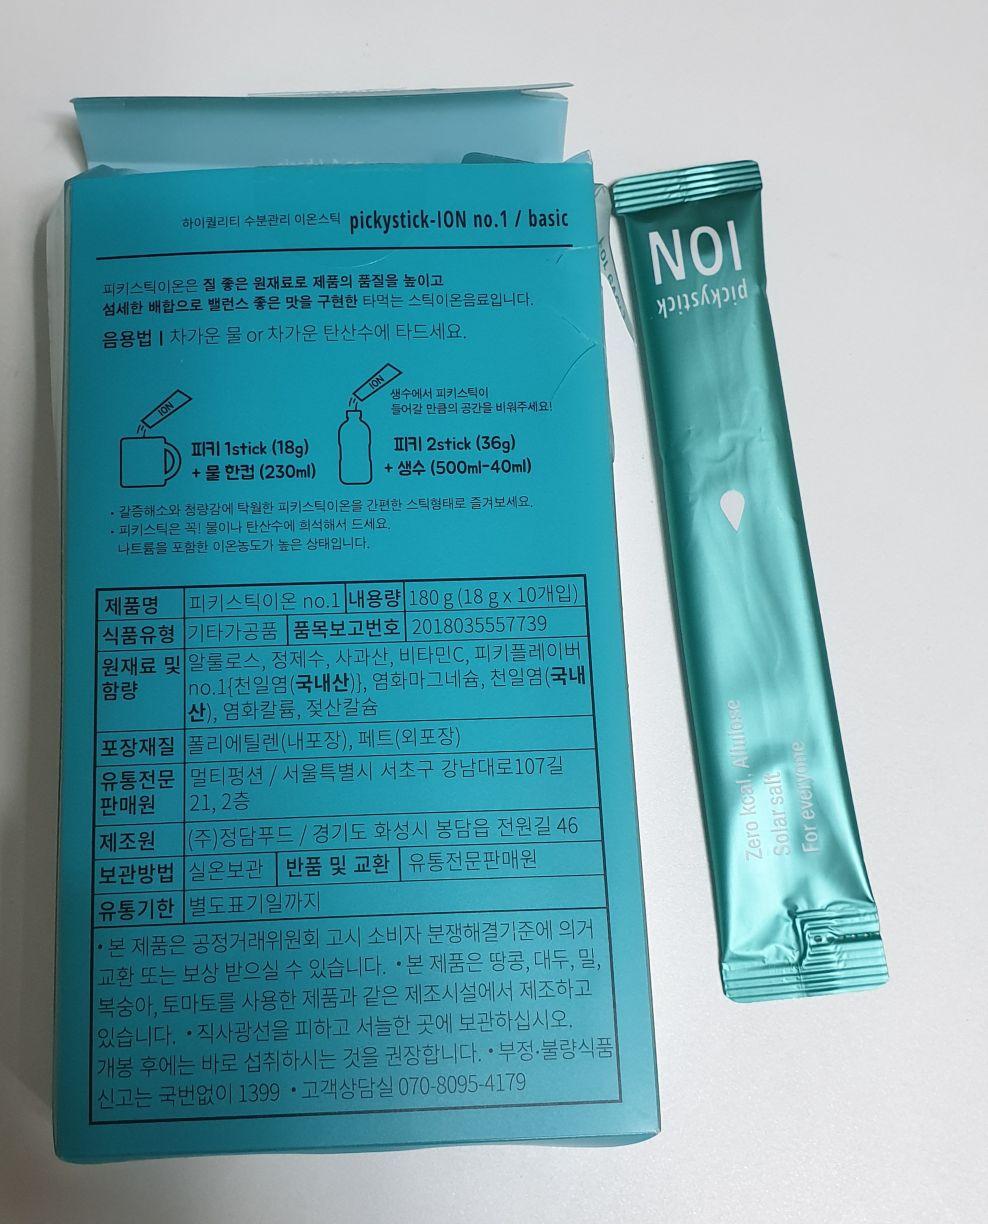 하이퀄리티 수분관리 이온스틱 pickystick-ION no.1 / basic
피키스틱이온은 질 좋은 원재료로 제품의 품질을 높이고
섬세한 배합으로 밸런스 좋은 맛을 구현한 타먹는 스틱이온음료입니다.
음용법 | 차가운 물 or 차가운 탄산수에 타드세요.
ION
ION
생수에서 피키스틱이
들어갈 만큼의 공간을 비워주세요!
피키 1stick (18g)
+ 물 한컵 (230ml)
피키 2stick (36g)
+ 생수 (500ml-40ml)
• 갈증해소와 청량감에 탁월한 피키스틱이온을 간편한 스틱형태로 즐겨보세요.
• 피키스틱은 꼭! 물이나 탄산수에 희석해서 드세요.
나트륨을 포함한 이온농도가 높은 상태입니다.
제품명 피키스틱이온 no.1 내용량 180 g (18 g x 10개입)
식품유형 기타가공품 품목보고번호 2018035557739
원재료 및 알룰로스, 정제수, 사과산, 비타민C, 피키플레이버
함량 no.1{천일염(국내산)}, 염화마그네슘, 천일염(국내
산), 염화칼륨, 젖산칼슘
포장재질 폴리에틸렌(내포장), 페트(외포장)
유통전문 멀티펑션 / 서울특별시 서초구 강남대로107길
판매원 21, 2층
제조원 (주)정담푸드 / 경기도 화성시 봉담읍 전원길 46
보관방법 실온보관 반품 및 교환 유통전문판매원
유통기한 별도표기일까지
• 본 제품은 공정거래위원회 고시 소비자 분쟁해결기준에 의거
교환 또는 보상 받으실 수 있습니다. • 본 제품은 땅콩, 대두, 밀,
복숭아, 토마토를 사용한 제품과 같은 제조시설에서 제조하고
있습니다. • 직사광선을 피하고 서늘한 곳에 보관하십시오.
개봉 후에는 바로 섭취하시는 것을 권장합니다. • 부정·불량식품
신고는 국번없이 1399 • 고객상담실 070-8095-4179
pickystick
ION
Zero kcal, Allulose
Solar salt
For everyone